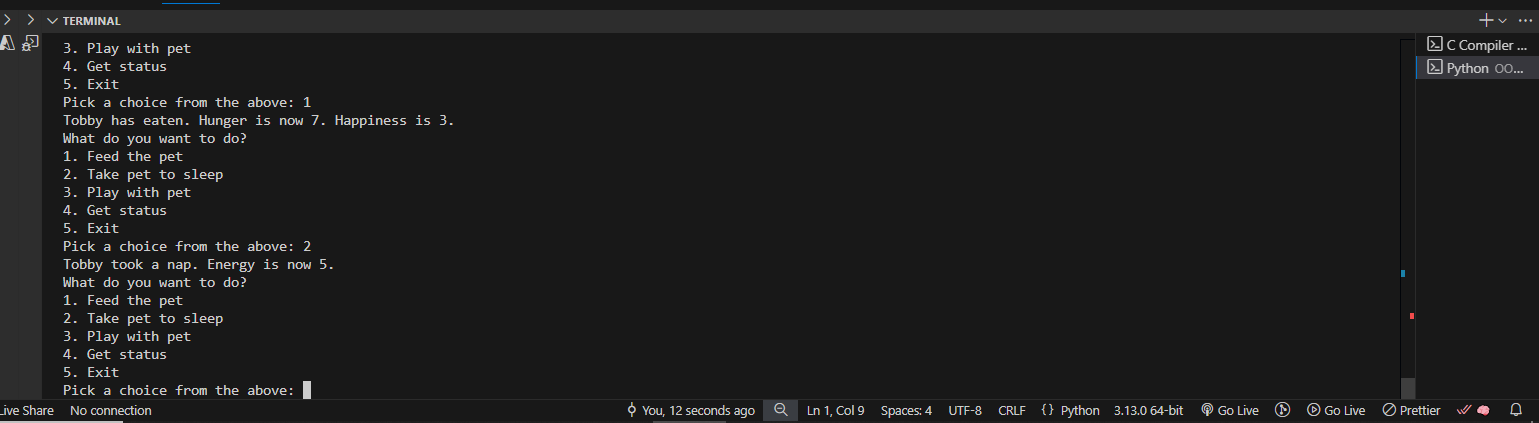 TERMINAL
C Compiler ...
Python OO...
3. Play with pet
4. Get status
5. Exit
Pick a choice from the above: 1
Tobby has eaten. Hunger is now 7. Happiness is 3.
What do you want to do?
1. Feed the pet
2. Take pet to sleep
3. Play with pet
4. Get status
5. Exit
Pick a choice from the above: 2
Tobby took a nap. Energy is now 5.
What do you want to do?
1. Feed the pet
2. Take pet to sleep
3. Play with pet
4. Get status
5. Exit
Pick a choice from the above:
Live Share No connection You, 12 seconds ago Ln 1, Col 9 Spaces: 4 UTF-8 CRLF {} Python 3.13.0 64-bit Go Live Go Live Prettier